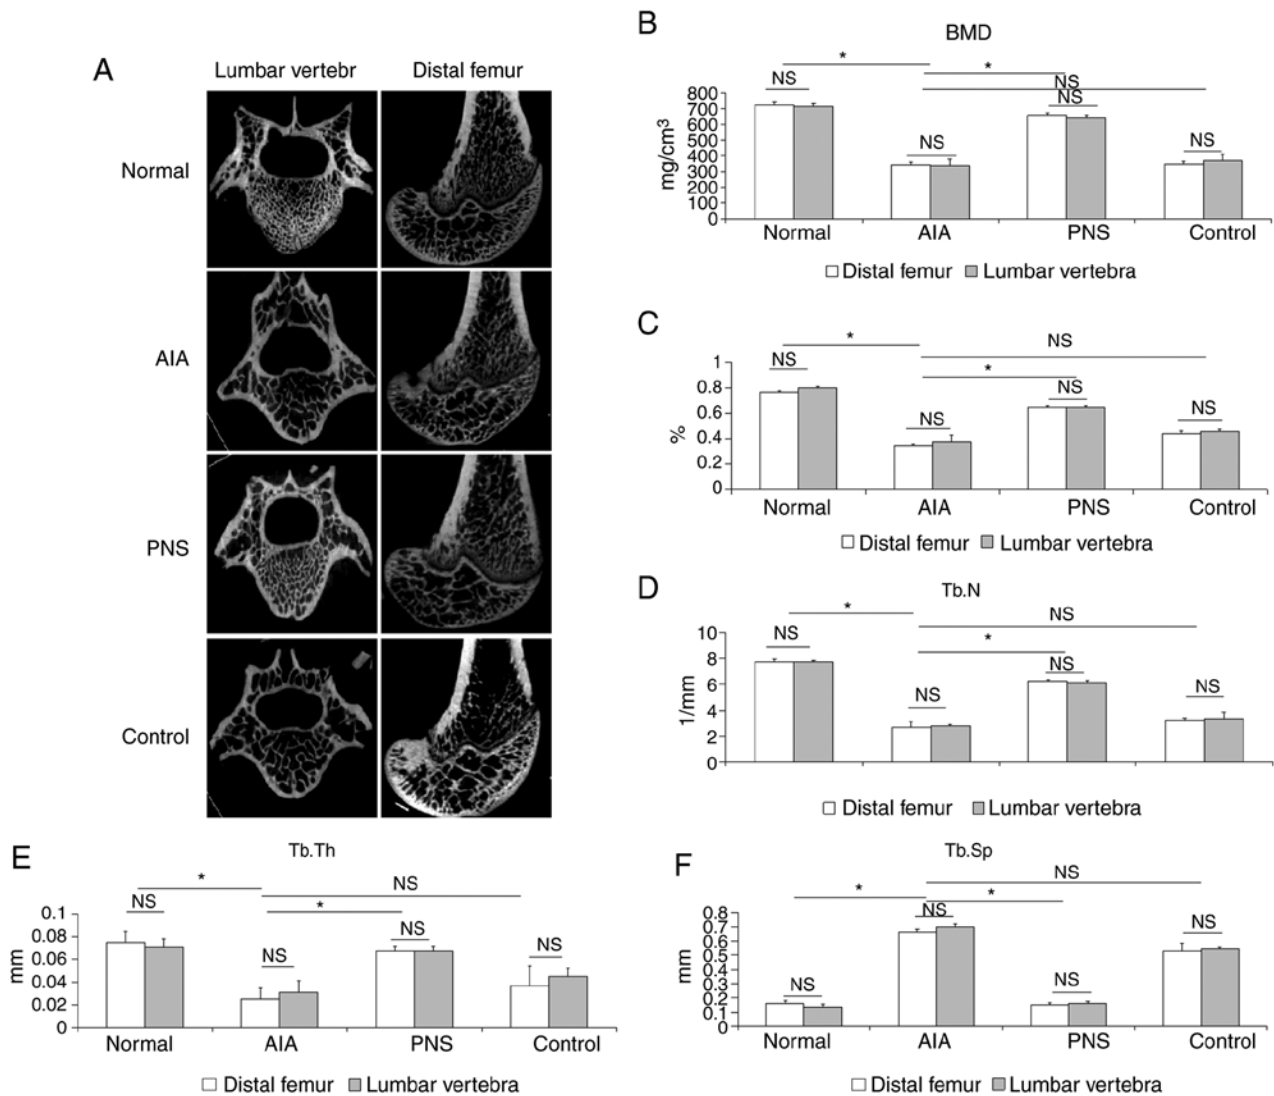 A
Lumbar vertebr
Distal femur
Normal
AIA
PNS
Control
B
BMD
*
*
NS
NS
NS
NS
NS
800
700
600
500
400
300
200
100
0
mg/cm3
Normal
AIA
PNS
Control
Distal femur
Lumbar vertebra
C
*
NS
*
NS
NS
NS
NS
1
0.8
0.6
0.4
0.2
0
%
Normal
AIA
PNS
Control
Distal femur
Lumbar vertebra
D
Tb.N
*
NS
*
NS
NS
NS
NS
10
8
6
4
2
0
1/mm
Normal
AIA
PNS
Control
Distal femur
Lumbar vertebra
E
Tb.Th
*
NS
*
NS
NS
NS
NS
0.1
0.08
0.06
0.04
0.02
0
mm
Normal
AIA
PNS
Control
Distal femur
Lumbar vertebra
F
Tb.Sp
NS
*
*
NS
NS
NS
NS
0.8
0.7
0.6
0.5
0.4
0.3
0.2
0.1
0
mm
Normal
AIA
PNS
Control
Distal femur
Lumbar vertebra